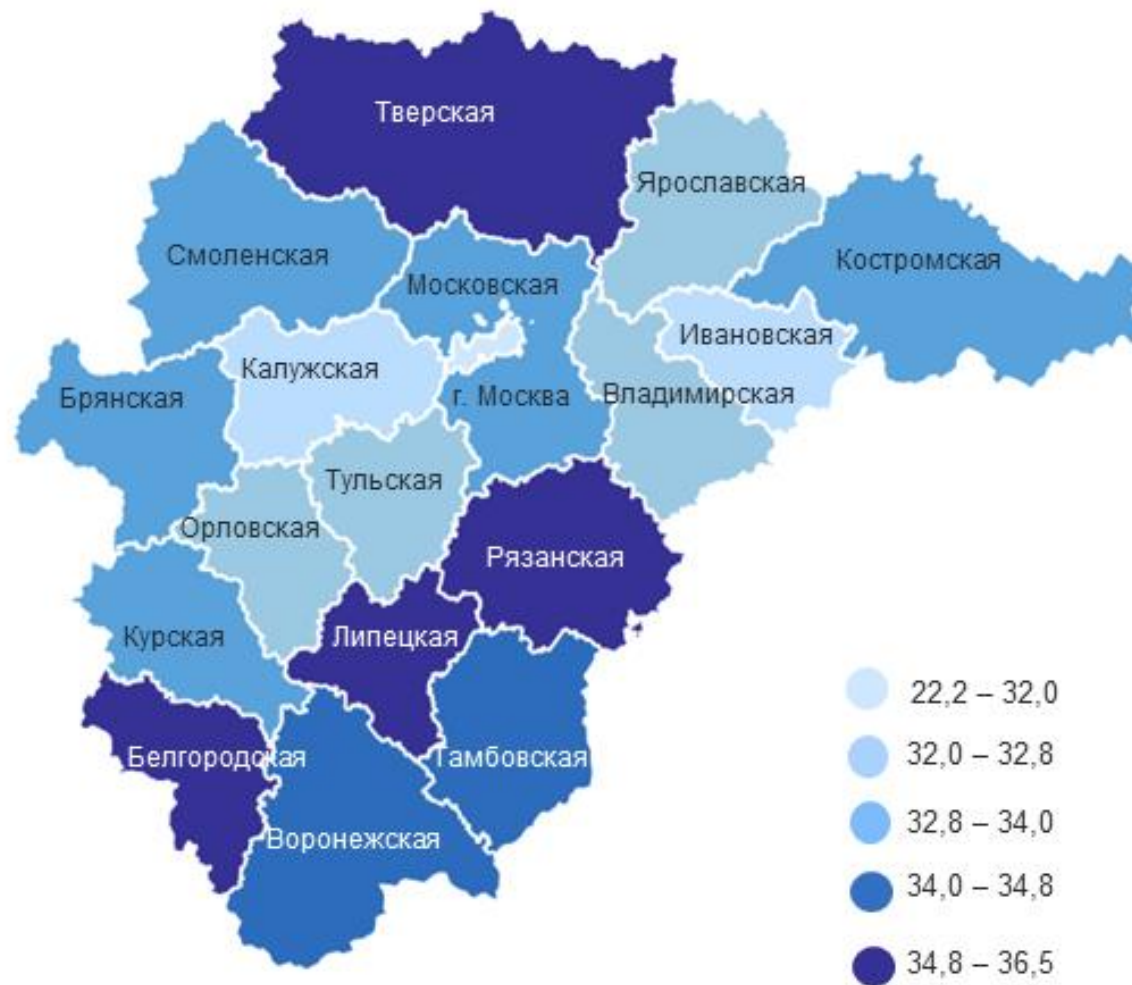 Тверская
Ярославская
Смоленская
Костромская
Московская
Ивановская
Калужская
Брянская
г. Москва
Владимирская
Тульская
Орловская
Рязанская
Курская
Липецкая
Белгородская
Тамбовская
Воронежская
22,2 – 32,0
32,0 – 32,8
32,8 – 34,0
34,0 – 34,8
34,8 – 36,5